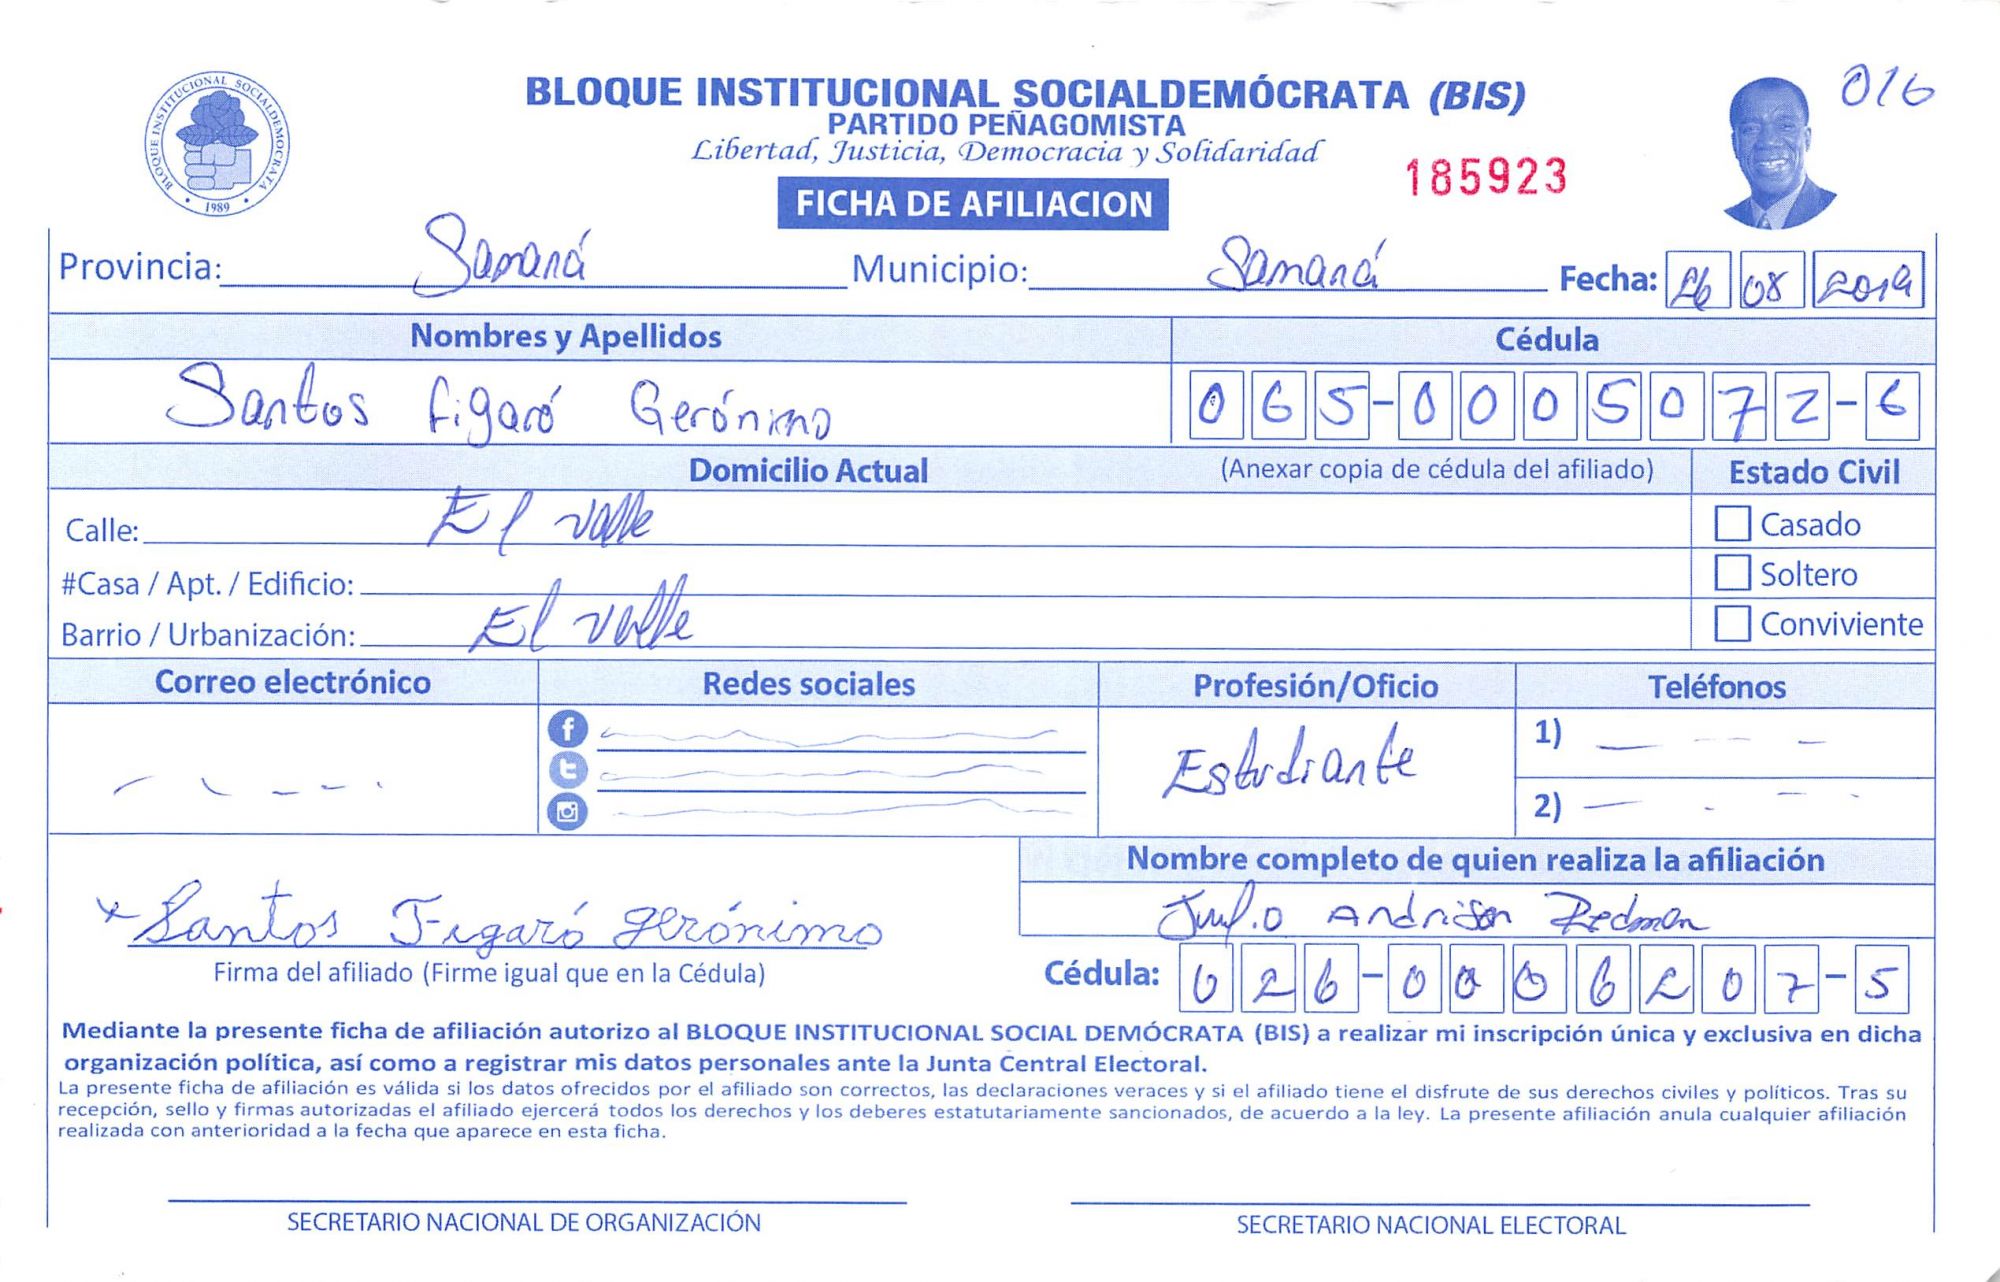 016
BLOQUE INSTITUCIONAL SOCIALDEMÓCRATA (BIS)
PARTIDO PEÑAGOMISTA
Libertad, Justicia, Democracia y Solidaridad
185923
FICHA DE AFILIACION
BLOQUE INSTITUCIONAL SOCIALDEMOCRATA
• 1989 •
Provincia: Samaná Municipio: Samaná Fecha: 26 08 2019
Nombres y Apellidos Cédula
Santos Figaró Gerónimo 065-0005072-6
Domicilio Actual (Anexar copia de cédula del afiliado) Estado Civil
Calle: El valle Casado
#Casa / Apt. / Edificio: Soltero
Barrio / Urbanización: El valle Conviviente
Correo electrónico Redes sociales Profesión/Oficio Teléfonos
Estudiante
1)
2)
Nombre completo de quien realiza la afiliación
Julio Andrison Redman
x Santos Figaró gerónimo
Firma del afiliado (Firme igual que en la Cédula)
Cédula: 026-0006207-5
Mediante la presente ficha de afiliación autorizo al BLOQUE INSTITUCIONAL SOCIAL DEMÓCRATA (BIS) a realizar mi inscripción única y exclusiva en dicha
organización política, así como a registrar mis datos personales ante la Junta Central Electoral.
La presente ficha de afiliación es válida si los datos ofrecidos por el afiliado son correctos, las declaraciones veraces y si el afiliado tiene el disfrute de sus derechos civiles y políticos. Tras su
recepción, sello y firmas autorizadas el afiliado ejercerá todos los derechos y los deberes estatutariamente sancionados, de acuerdo a la ley. La presente afiliación anula cualquier afiliación
realizada con anterioridad a la fecha que aparece en esta ficha.
SECRETARIO NACIONAL DE ORGANIZACIÓN SECRETARIO NACIONAL ELECTORAL